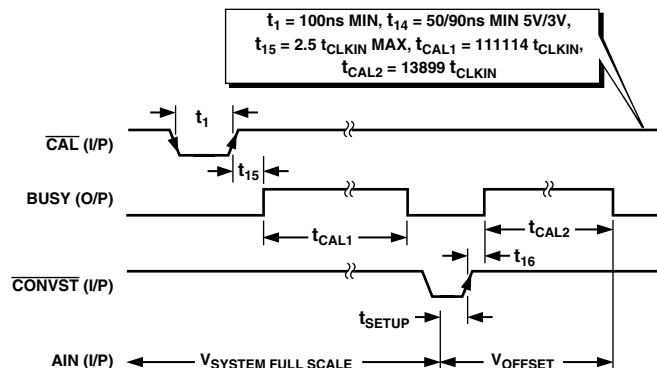 t1 = 100ns MIN, t14 = 50/90ns MIN 5V/3V,
t15 = 2.5 tCLKIN MAX, tCAL1 = 111114 tCLKIN,
tCAL2 = 13899 tCLKIN
t1
CAL (I/P)
t15
BUSY (O/P)
tCAL1
tCAL2
t16
CONVST (I/P)
tSETUP
AIN (I/P)
VSYSTEM FULL SCALE
VOFFSET